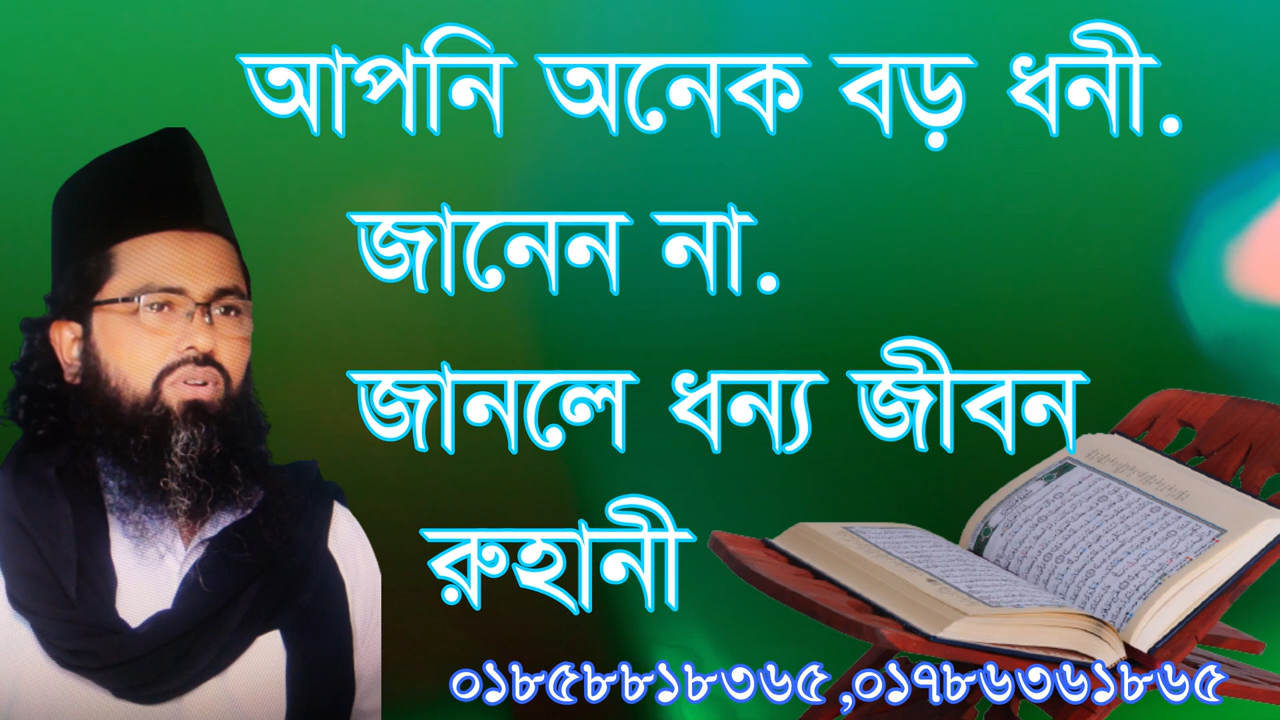 আপনি অনেক বড় ধনী.
জানেন না.
জানলে ধন্য জীবন
রুহানী
০১৮৫৮৮১৮৩৬৫ ,০১৭৮৬৩৬১৮৬৫